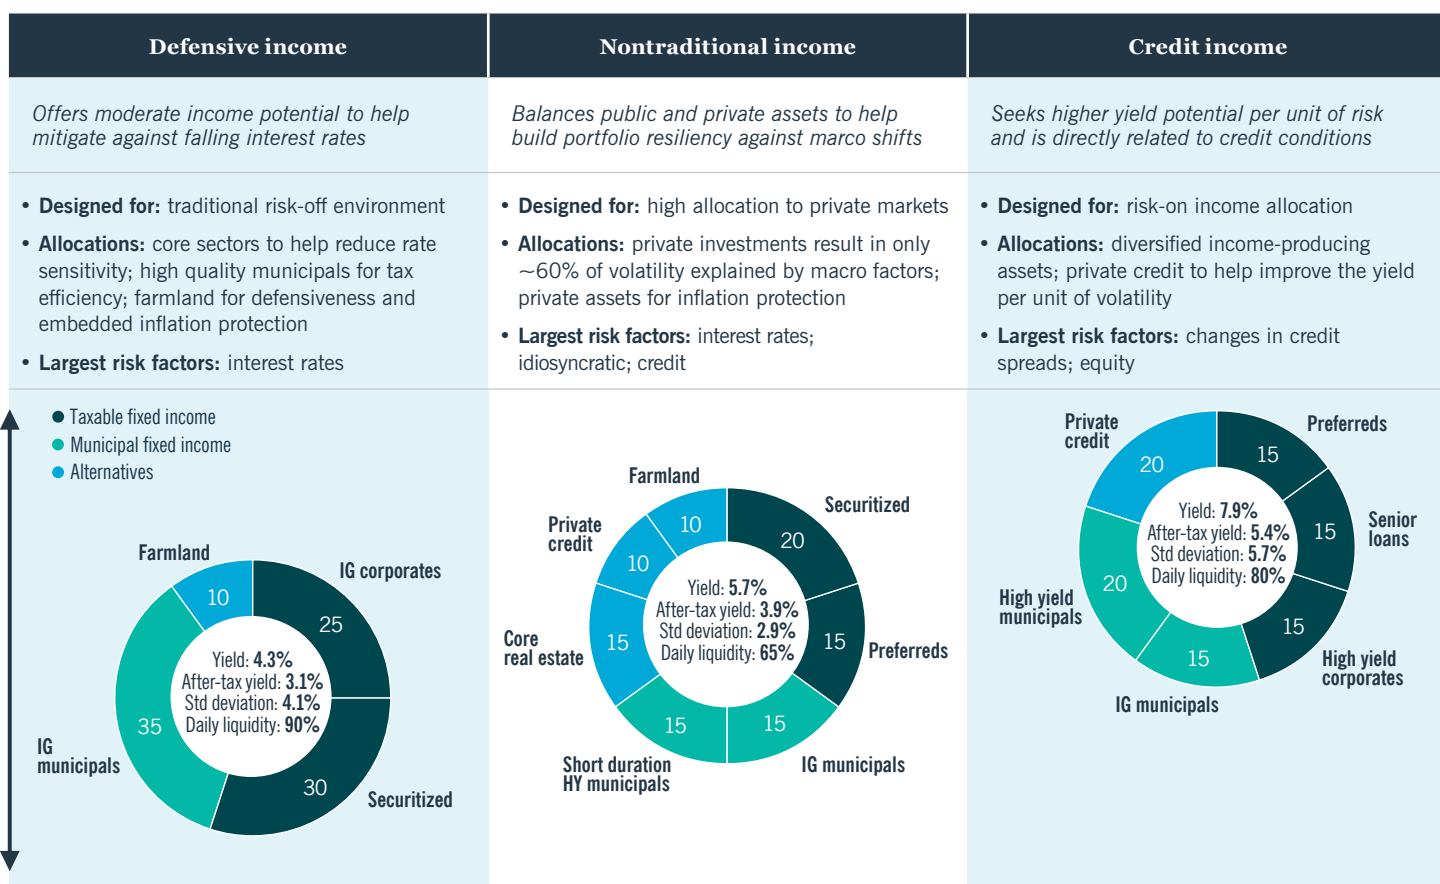 Defensive income
Offers moderate income potential to help
mitigate against falling interest rates
• Designed for: traditional risk-off environment
• Allocations: core sectors to help reduce rate
sensitivity; high quality municipals for tax
efficiency; farmland for defensiveness and
embedded inflation protection
• Largest risk factors: interest rates
Taxable fixed income
Municipal fixed income
Alternatives
Farmland
10
IG corporates
25
Yield: 4.3%
After-tax yield: 3.1%
Std deviation: 4.1%
Daily liquidity: 90%
35
IG
municipals
30
Securitized
Nontraditional income
Balances public and private assets to help
build portfolio resiliency against marco shifts
• Designed for: high allocation to private markets
• Allocations: private investments result in only
~60% of volatility explained by macro factors;
private assets for inflation protection
• Largest risk factors: interest rates;
idiosyncratic; credit
Farmland
10
Securitized
20
Private
credit
10
Yield: 5.7%
After-tax yield: 3.9%
Std deviation: 2.9%
Daily liquidity: 65%
Core
real estate
15
15
Preferreds
15
Short duration
HY municipals
15
IG municipals
Credit income
Seeks higher yield potential per unit of risk
and is directly related to credit conditions
• Designed for: risk-on income allocation
• Allocations: diversified income-producing
assets; private credit to help improve the yield
per unit of volatility
• Largest risk factors: changes in credit
spreads; equity
Private
credit
20
Preferreds
15
Yield: 7.9%
After-tax yield: 5.4%
Std deviation: 5.7%
Daily liquidity: 80%
15
Senior
loans
20
High yield
municipals
15
High yield
corporates
15
IG municipals